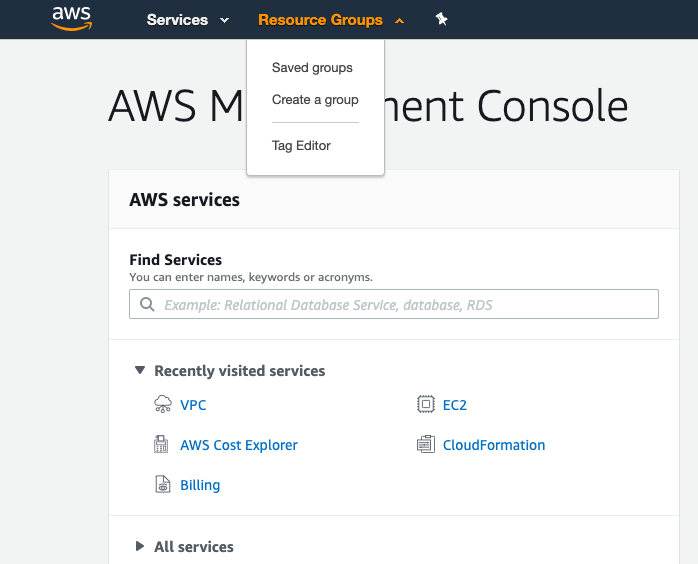 aws
Services
Resource Groups
Saved groups
Create a group
Tag Editor
AWS M ent Console
AWS services
Find Services
You can enter names, keywords or acronyms.
Example: Relational Database Service, database, RDS
Recently visited services
VPC
EC2
AWS Cost Explorer
CloudFormation
Billing
All services